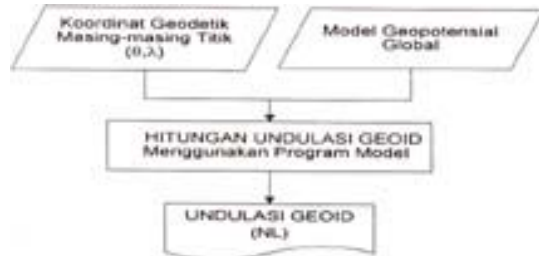 Koordinat Geodetik
Masing-masing Titik
(θ,λ)
Model Geopotensial
Global
HITUNGAN UNDULASI GEOID
Menggunakan Program Model
UNDULASI GEOID
(NL)